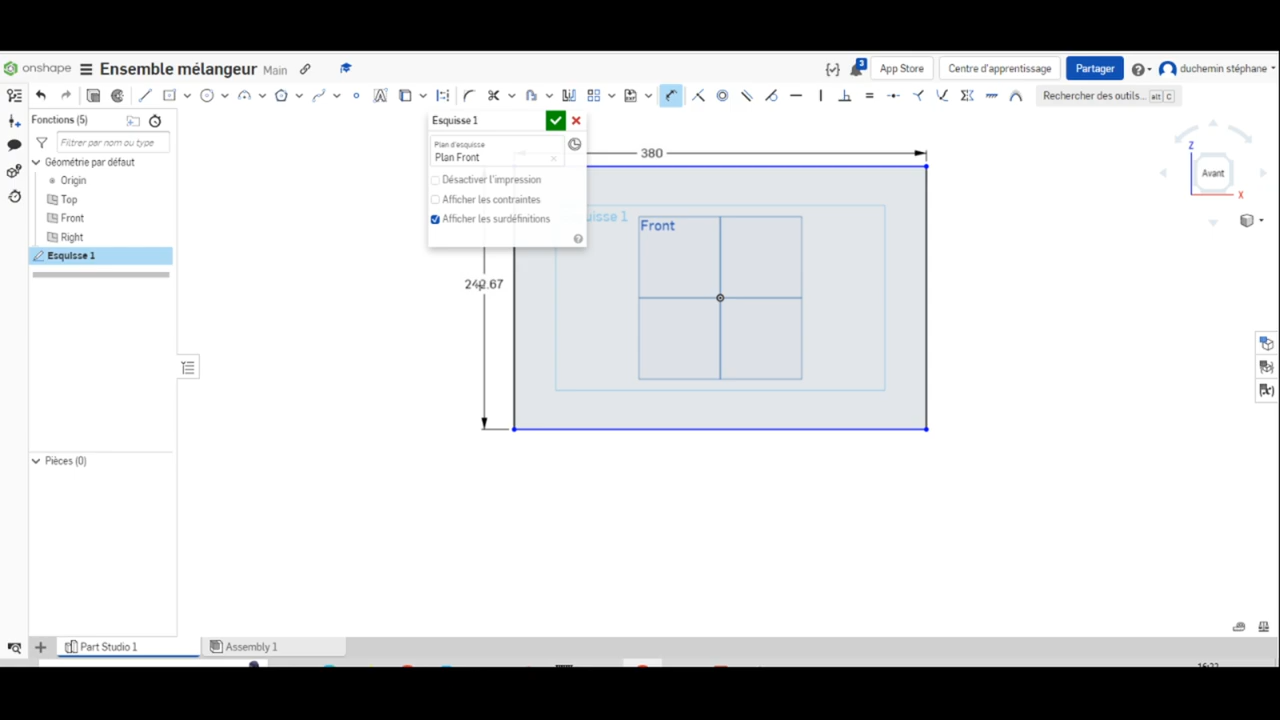 onshape Ensemble mélangeur Main
3 App Store Centre d'apprentissage Partager duchemin stéphane
Rechercher des outils... alt C
Fonctions (5)
Filtrer par nom ou type
Géométrie par défaut
Origin
Top
Front
Right
Esquisse 1
Pièces (0)
Esquisse 1
Plan d'esquisse
Plan Front
Désactiver l'impression
Afficher les contraintes
Afficher les surdéfinitions
380
Front
Z
Avant
X
Part Studio 1
Assembly 1